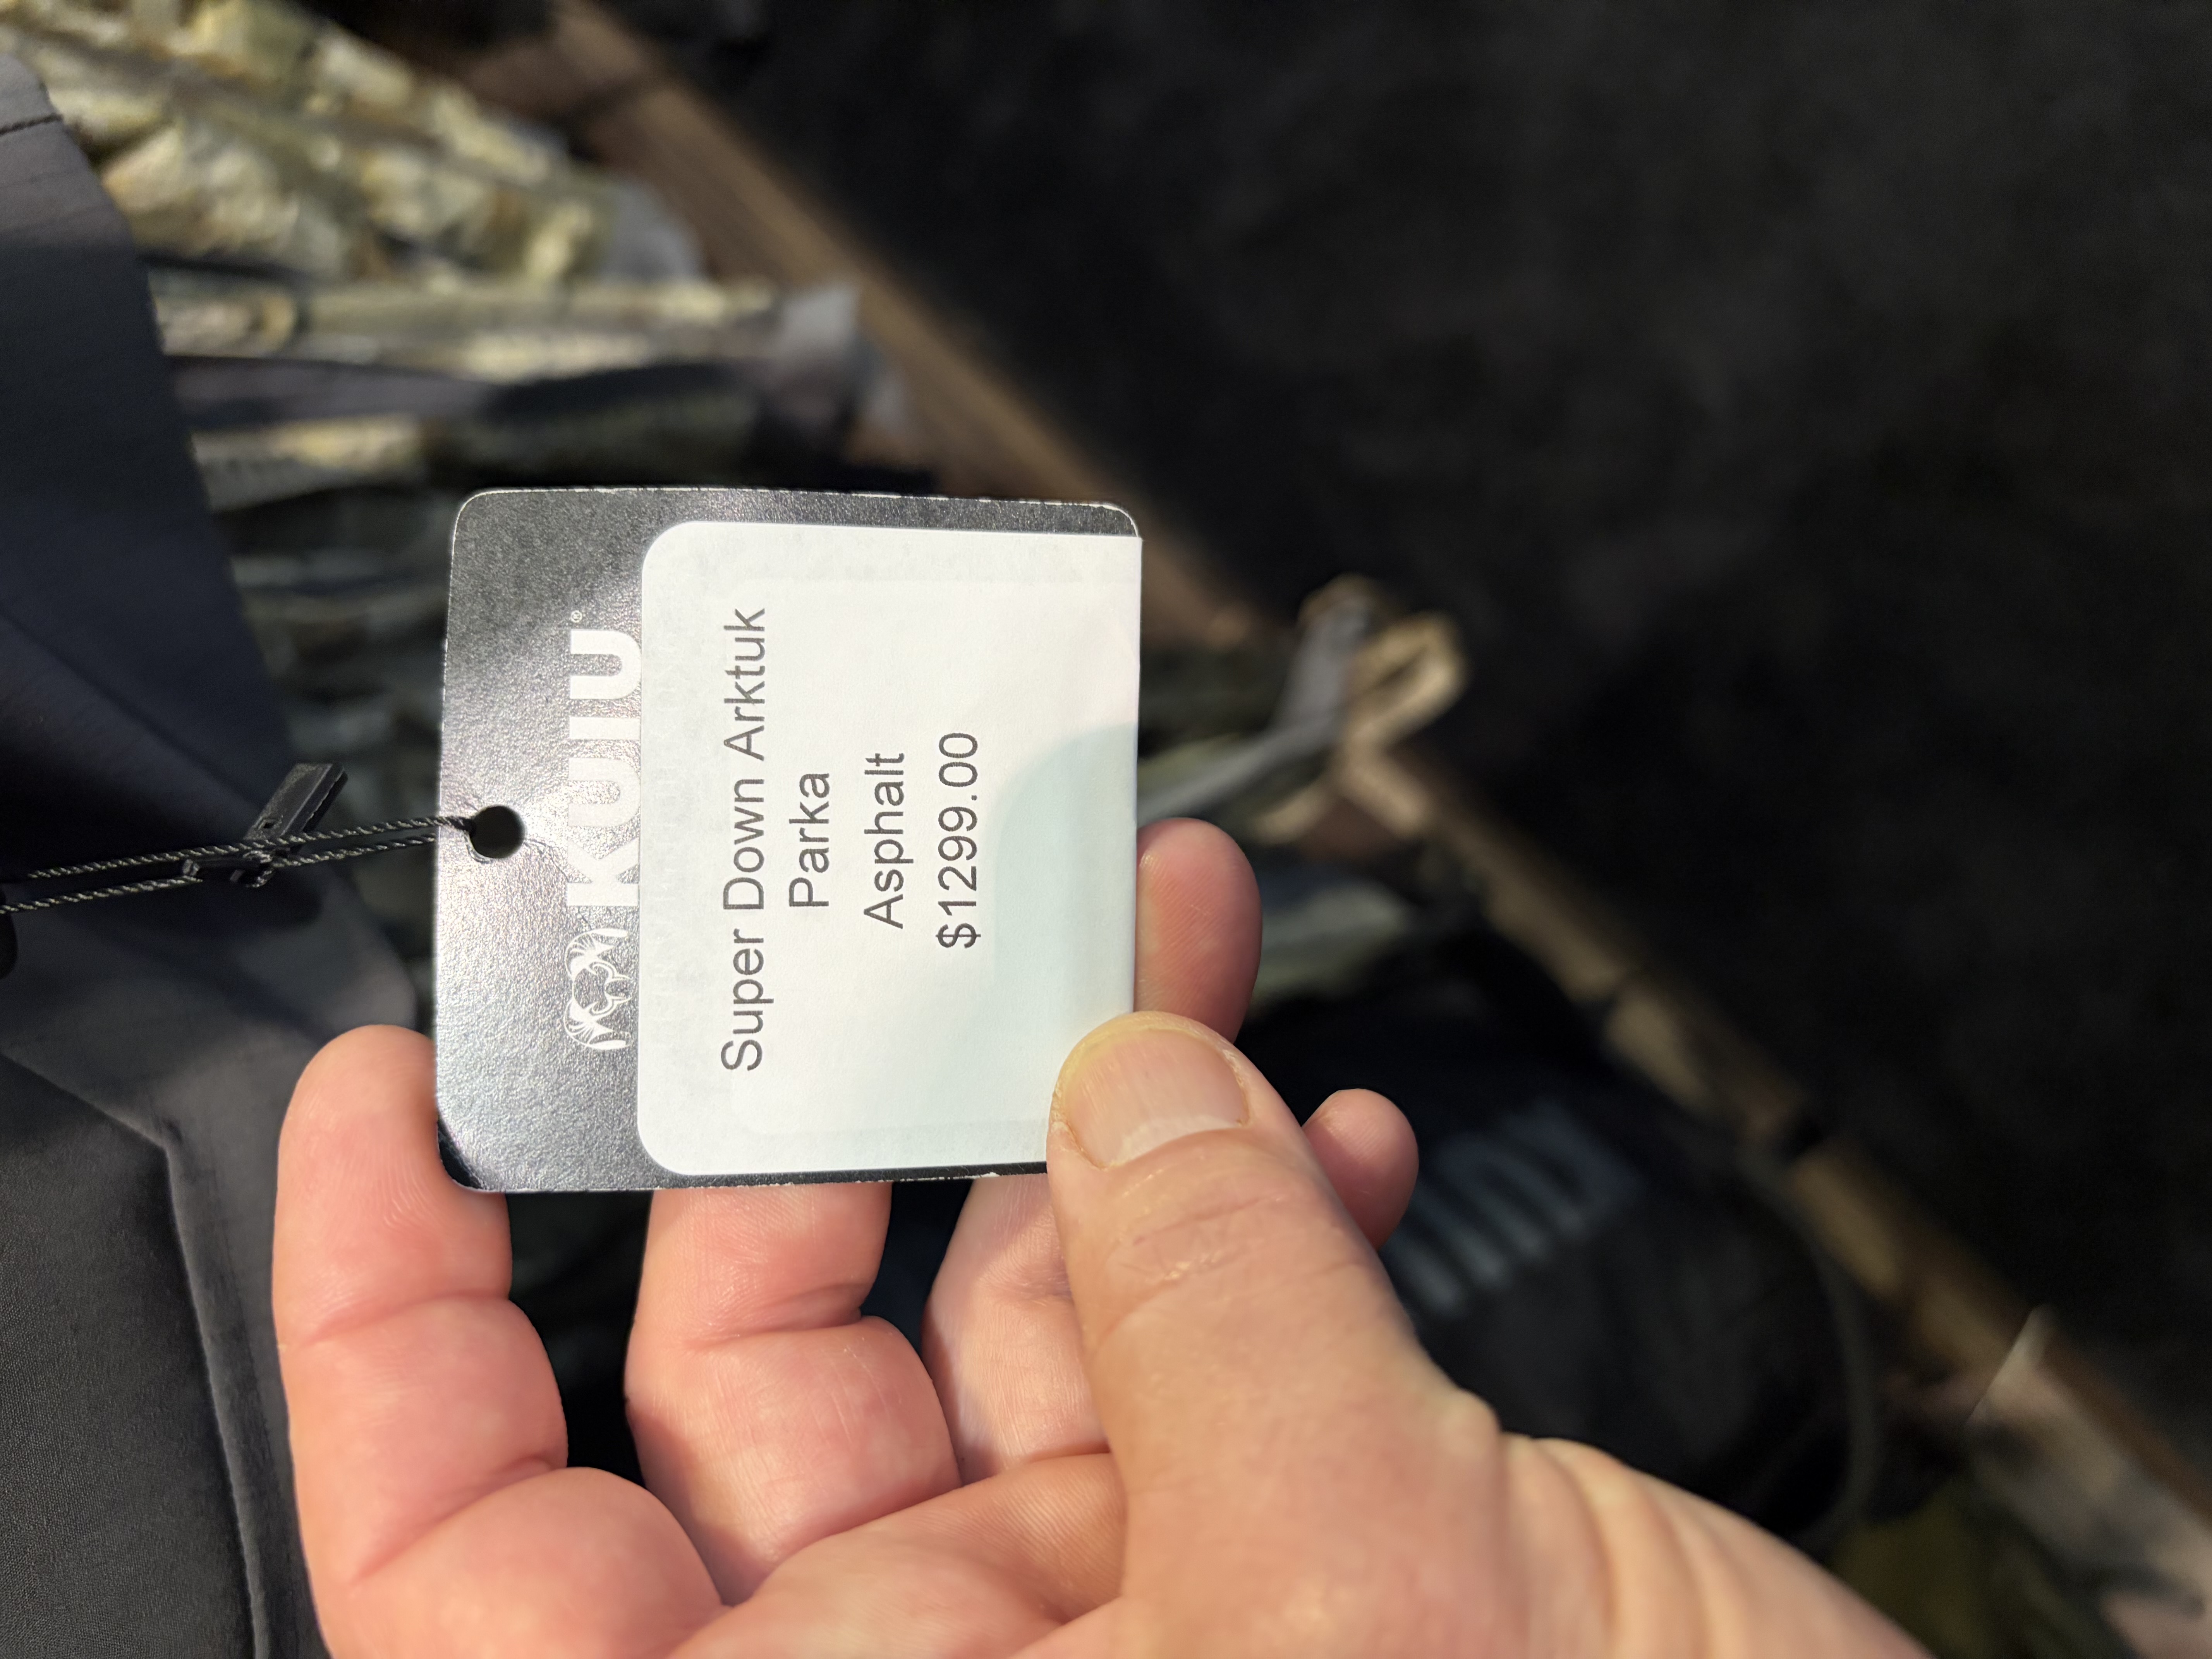 KUIU®
Super Down Arktuk
Parka
Asphalt
$1299.00